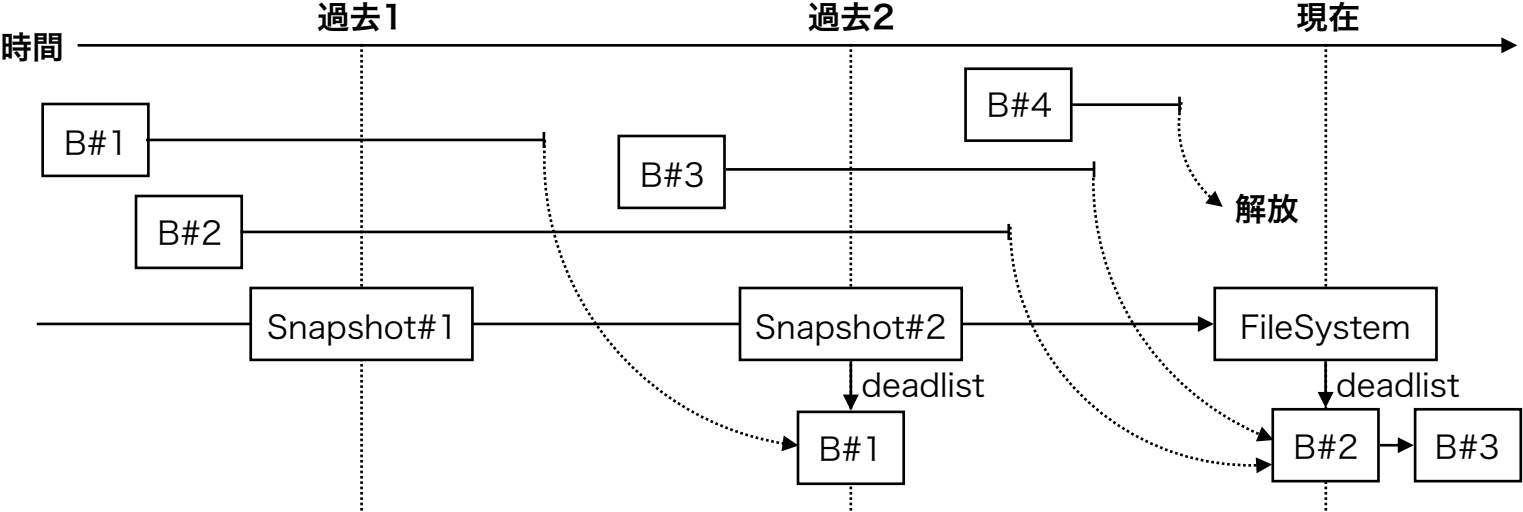 過去1
過去2
現在
時間
B#4
B#1
B#3
解放
B#2
Snapshot#1
Snapshot#2
FileSystem
deadlist
deadlist
B#1
B#2
B#3